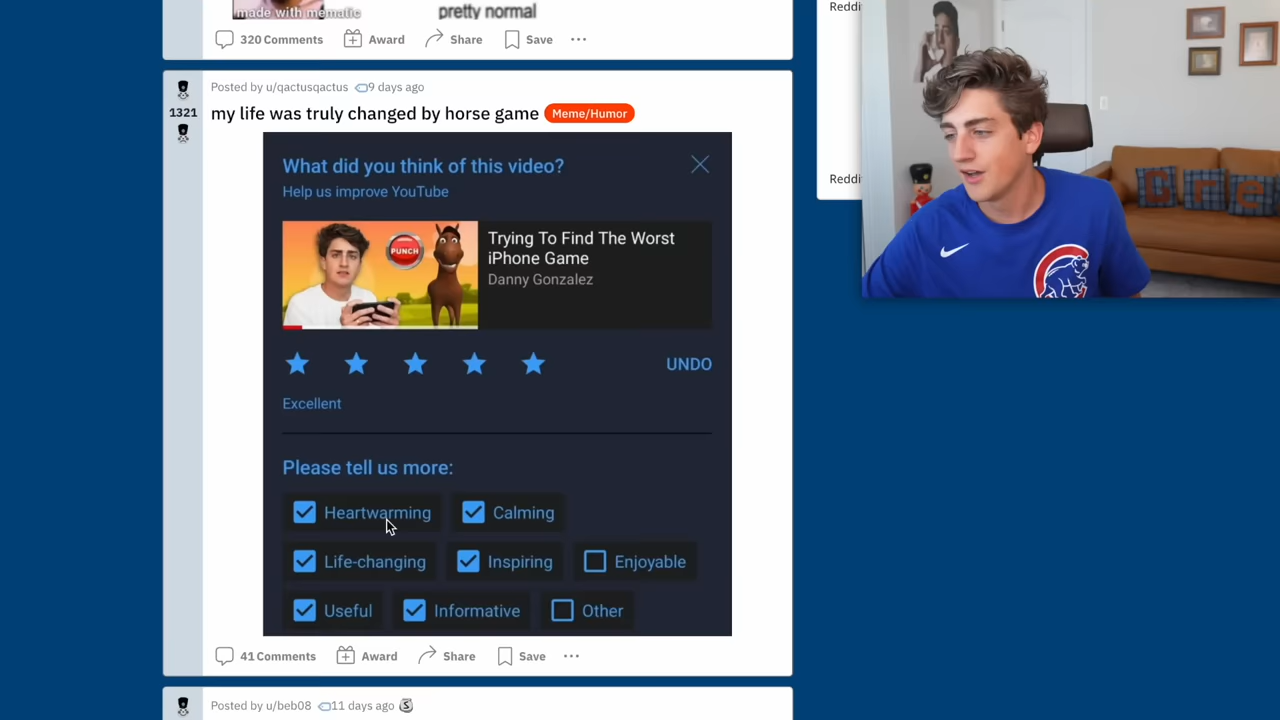 made with mematic
pretty normal
320 Comments Award Share Save
Reddi
Posted by u/qactusqactus 9 days ago
1321
my life was truly changed by horse game Meme/Humor
What did you think of this video?
Help us improve YouTube
PUNCH
Trying To Find The Worst
iPhone Game
Danny Gonzalez
UNDO
Excellent
Please tell us more:
Heartwarming Calming
Life-changing Inspiring Enjoyable
Useful Informative Other
41 Comments Award Share Save
Posted by u/beb08 11 days ago
Reddi
G r e